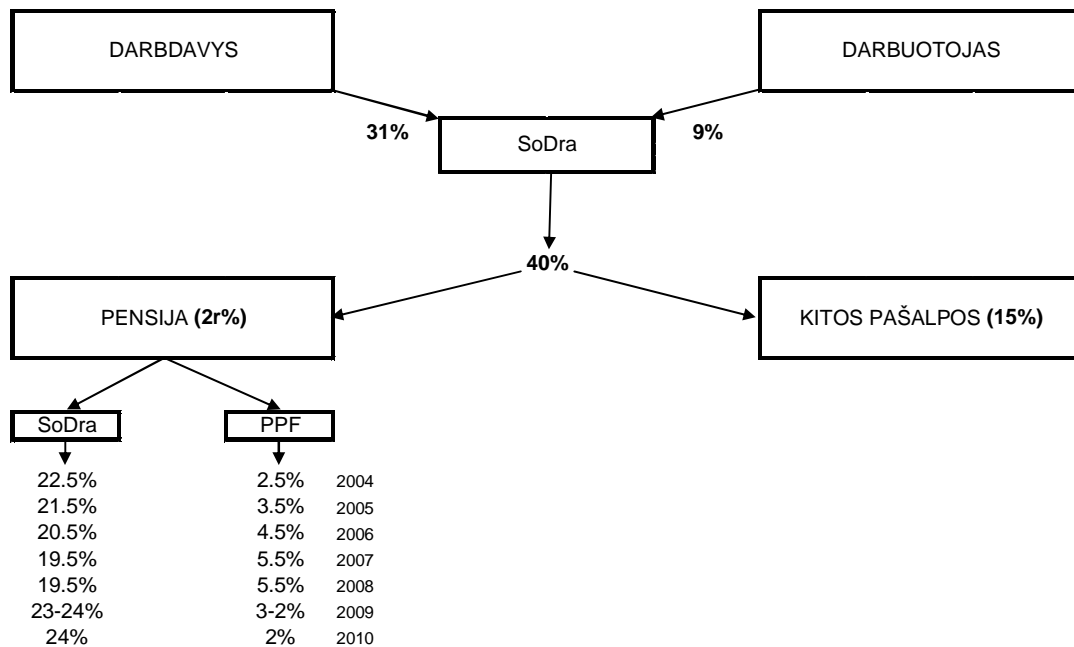 DARBDAVYS
DARBUOTOJAS
31%
SoDra
9%
40%
PENSIJA (2r%)
KITOS PAŠALPOS (15%)
SoDra
PPF
22.5% 2.5% 2004
21.5% 3.5% 2005
20.5% 4.5% 2006
19.5% 5.5% 2007
19.5% 5.5% 2008
23-24% 3-2% 2009
24% 2% 2010